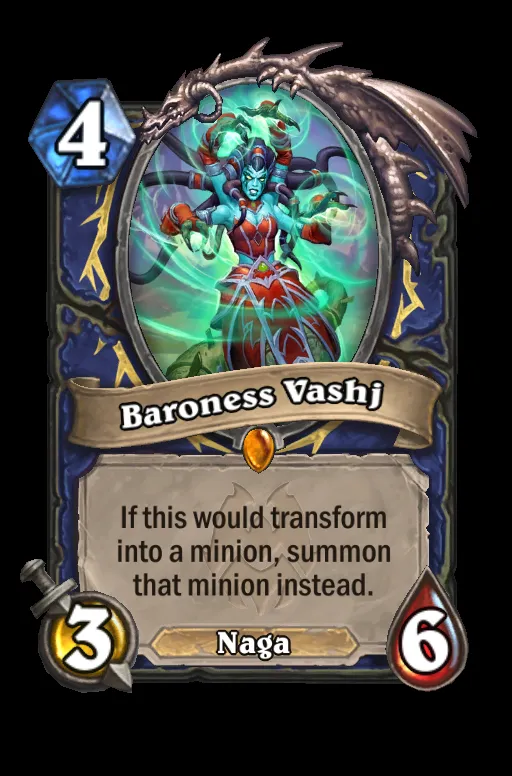 4
Baroness Vashj
If this would transform
into a minion, summon
that minion instead.
3
Naga
6